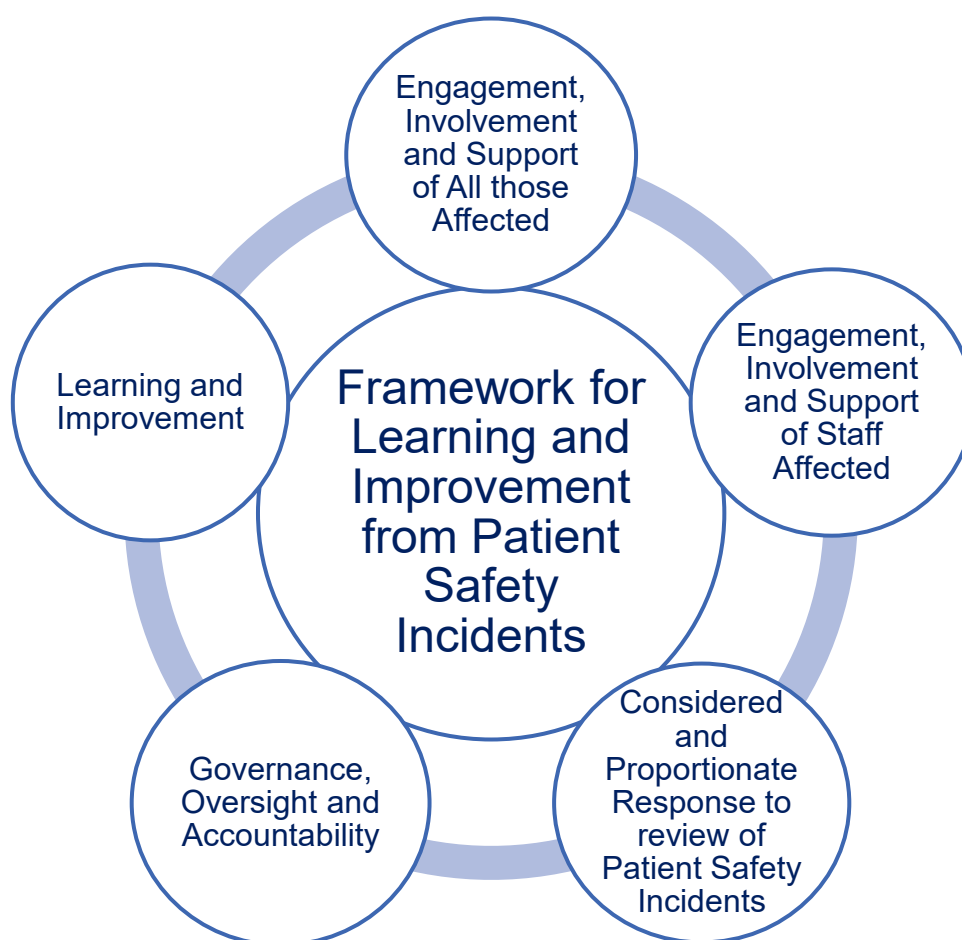 Engagement,
Involvement
and Support
of All those
Affected
Engagement,
Involvement
and Support
of Staff
Affected
Considered
and
Proportionate
Response to
review of
Patient Safety
Incidents
Governance,
Oversight and
Accountability
Learning and
Improvement
Framework for
Learning and
Improvement
from Patient
Safety
Incidents